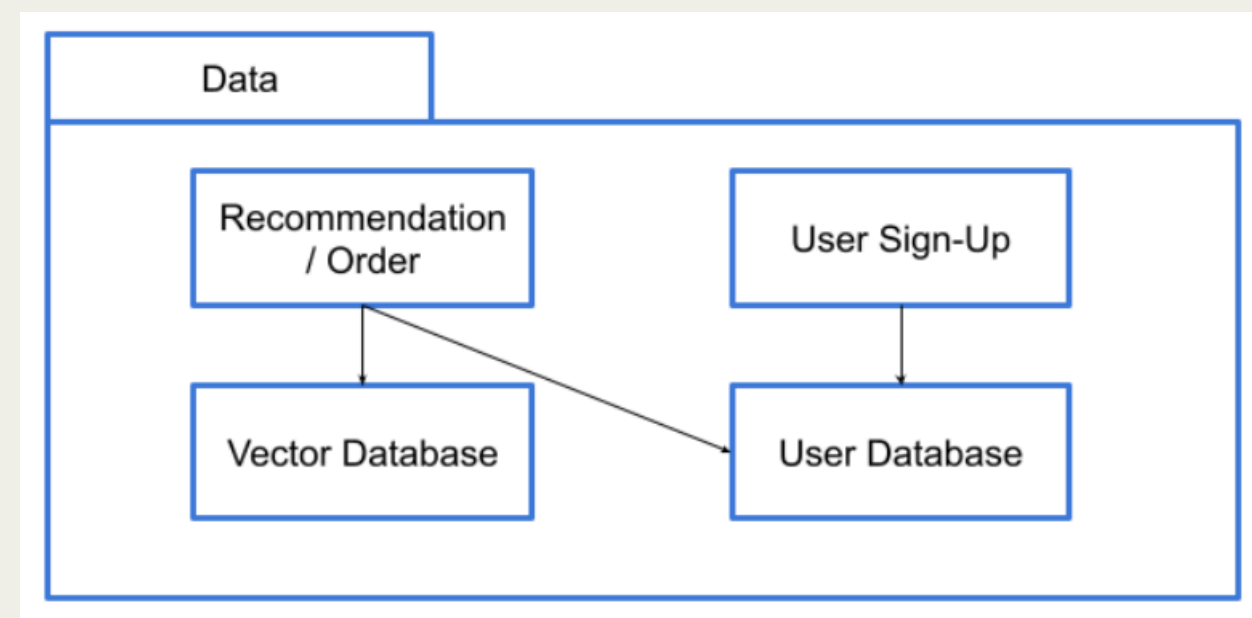 Data
Recommendation
/ Order
User Sign-Up
Vector Database
User Database